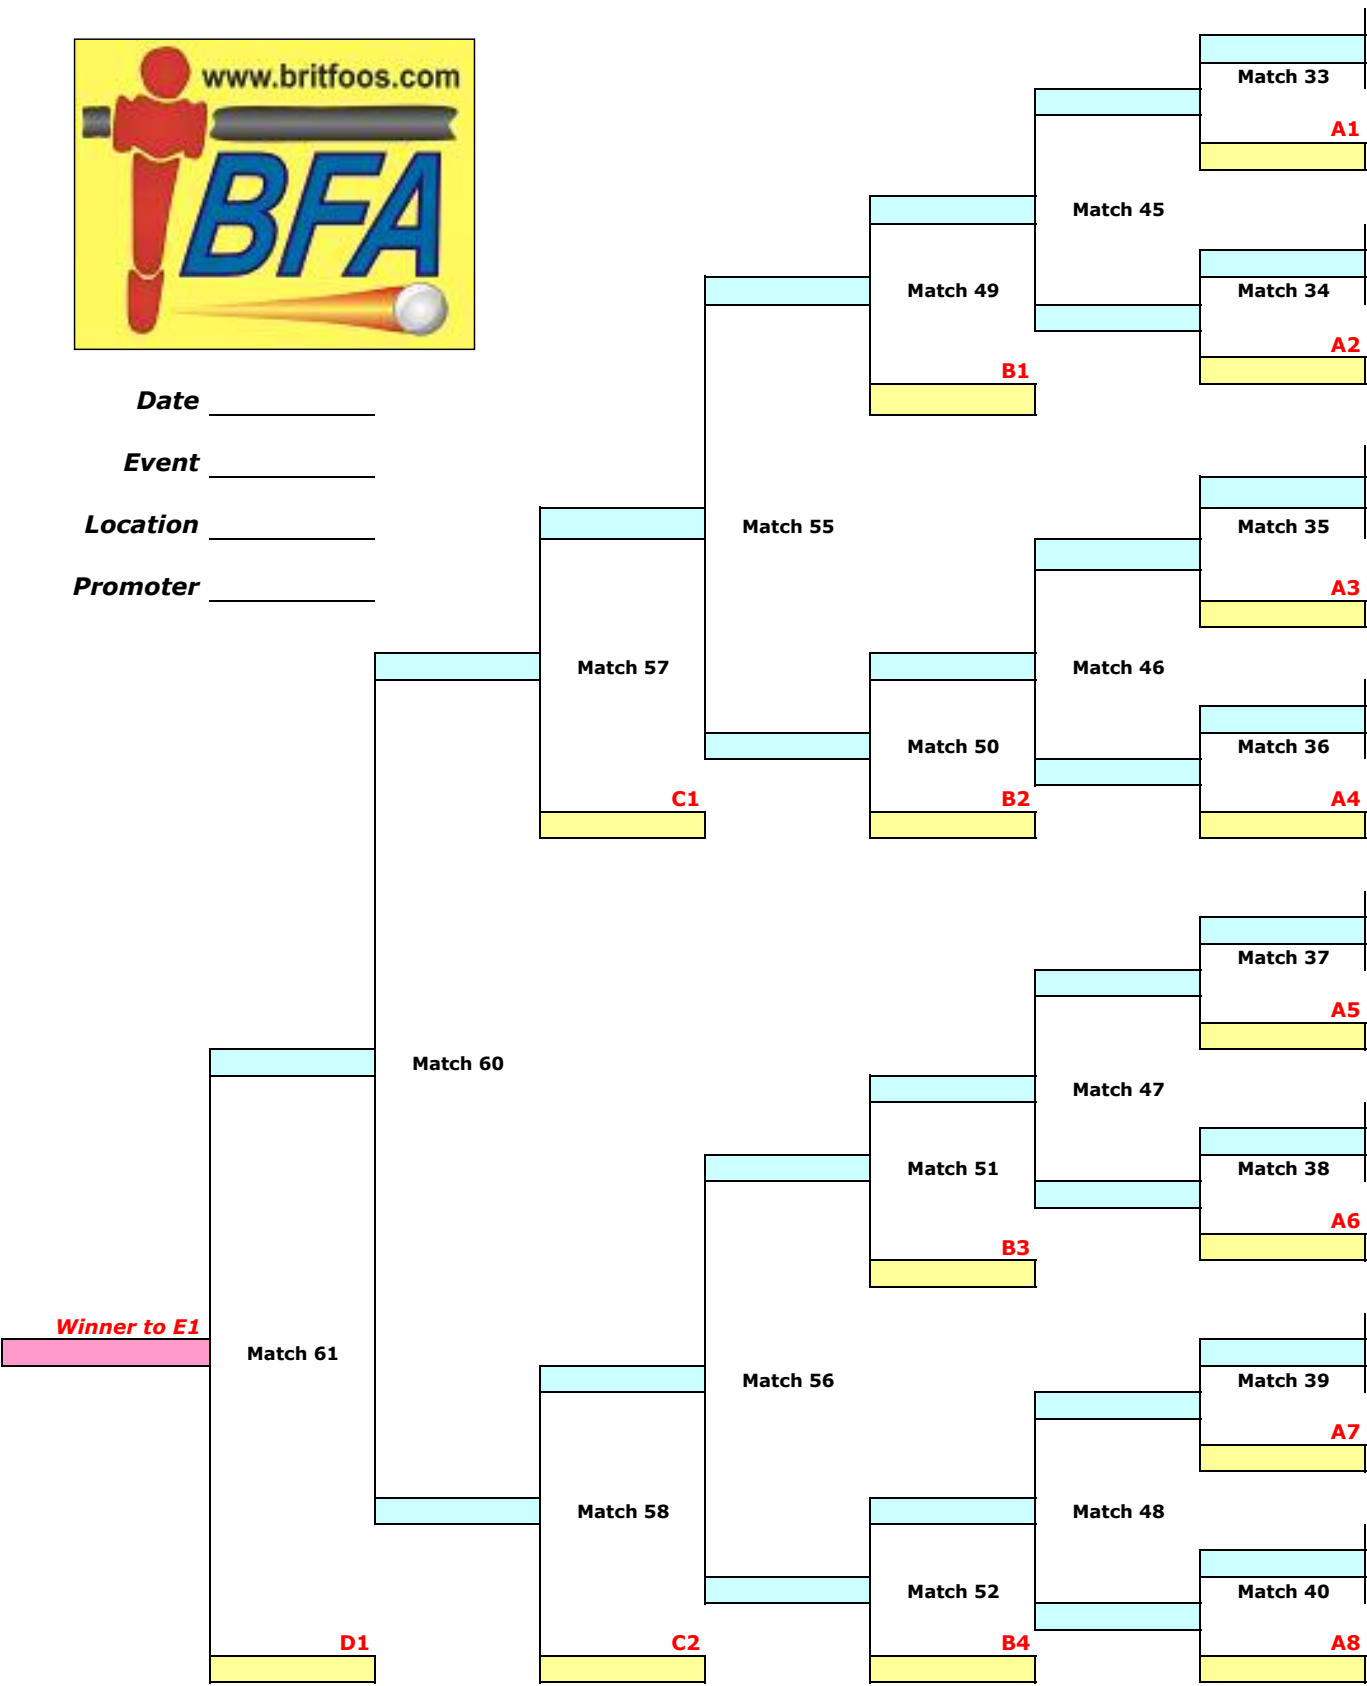 www.britfoos.com
BFA
Date
Event
Location
Promoter
Match 33
A1
Match 45
Match 34
Match 49
A2
B1
Match 35
Match 55
A3
Match 57
Match 46
Match 50
Match 36
C1
B2
A4
Match 37
A5
Match 60
Match 47
Match 51
Match 38
A6
B3
Winner to E1
Match 61
Match 56
Match 39
A7
Match 58
Match 48
Match 52
Match 40
D1
C2
B4
A8